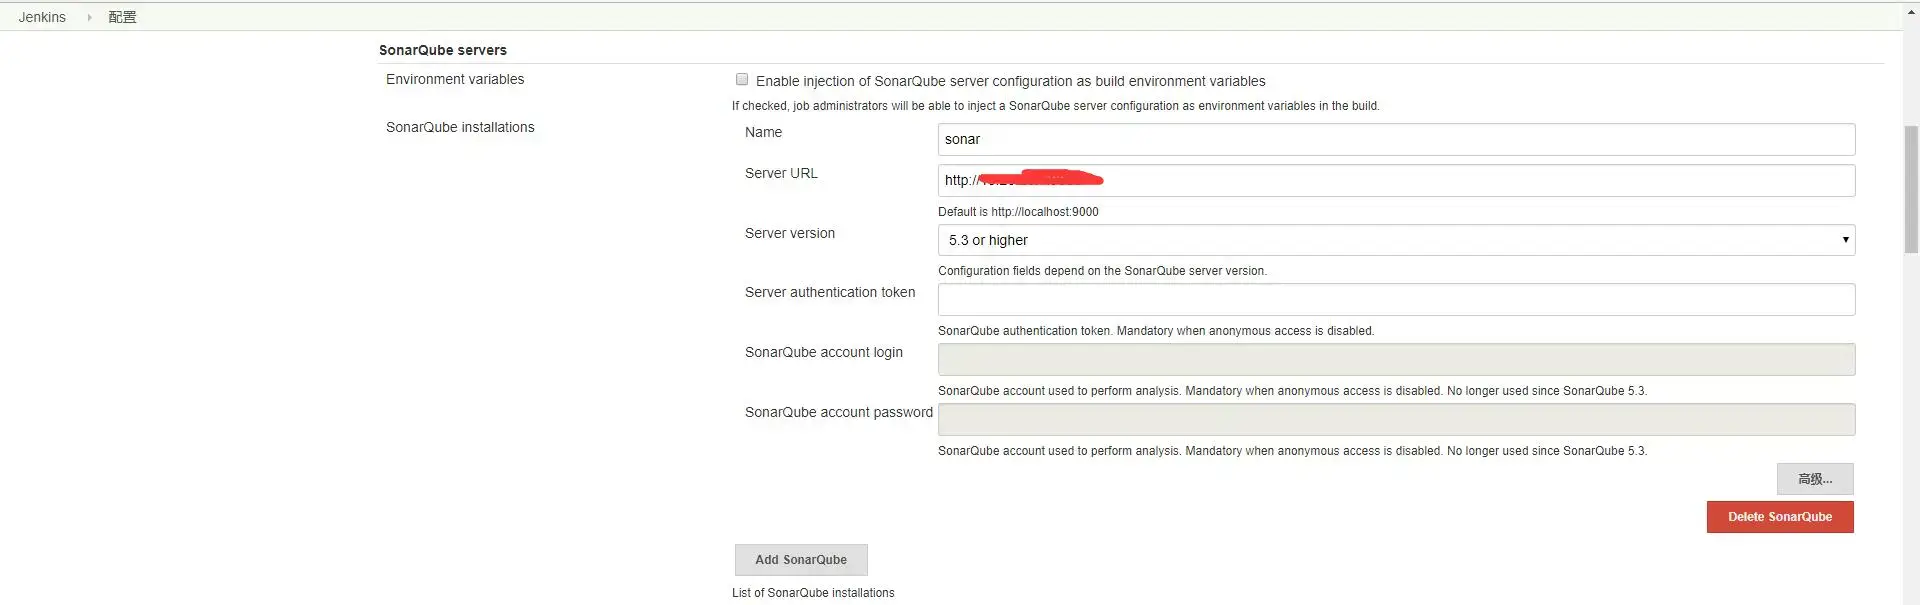 Jenkins 配置
SonarQube servers
Environment variables
Enable injection of SonarQube server configuration as build environment variables
If checked, job administrators will be able to inject a SonarQube server configuration as environment variables in the build.
SonarQube installations
Name
sonar
Server URL
http://
Default is http://localhost:9000
Server version
5.3 or higher
Configuration fields depend on the SonarQube server version.
Server authentication token
SonarQube authentication token. Mandatory when anonymous access is disabled.
SonarQube account login
SonarQube account used to perform analysis. Mandatory when anonymous access is disabled. No longer used since SonarQube 5.3.
SonarQube account password
SonarQube account used to perform analysis. Mandatory when anonymous access is disabled. No longer used since SonarQube 5.3.
高级...
Delete SonarQube
Add SonarQube
List of SonarQube installations